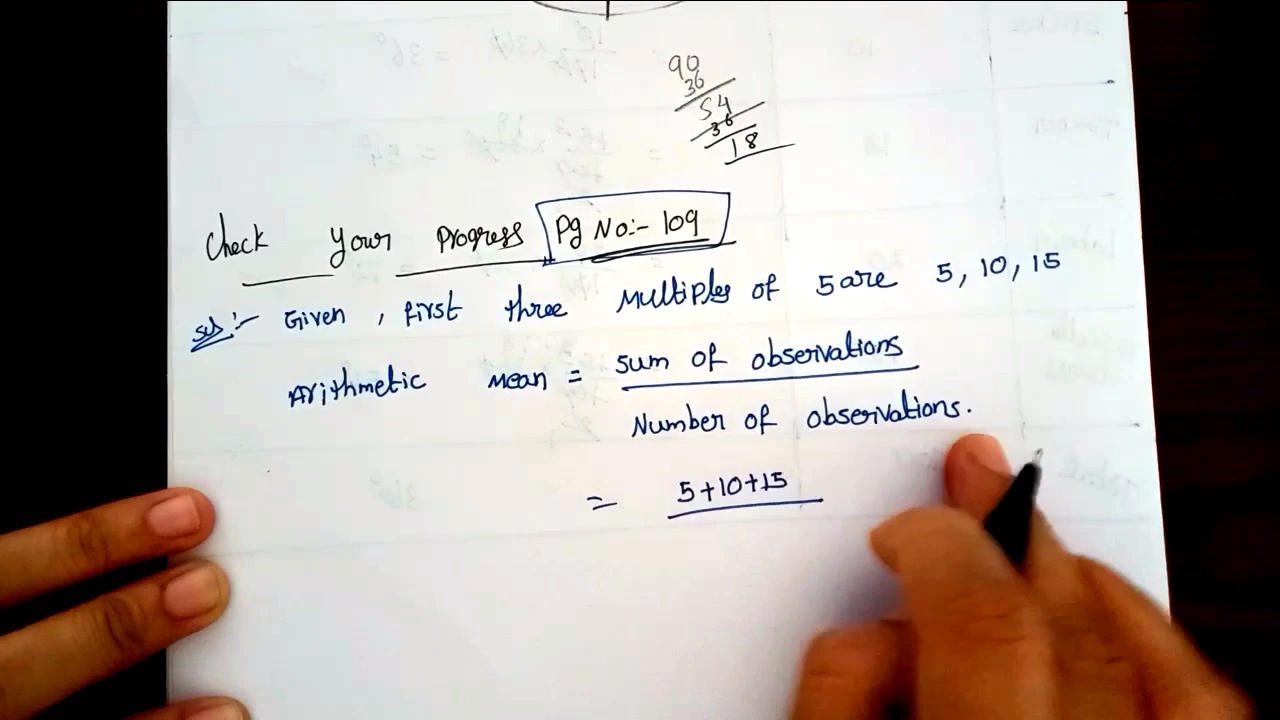 90
36
54
36
18
Check Your Progress Pg No:- 109
Sol:- Given, first three Multiples of 5 are 5, 10, 15
Arithmetic Mean = Sum of observations
Number of observations.
= 5+10+15